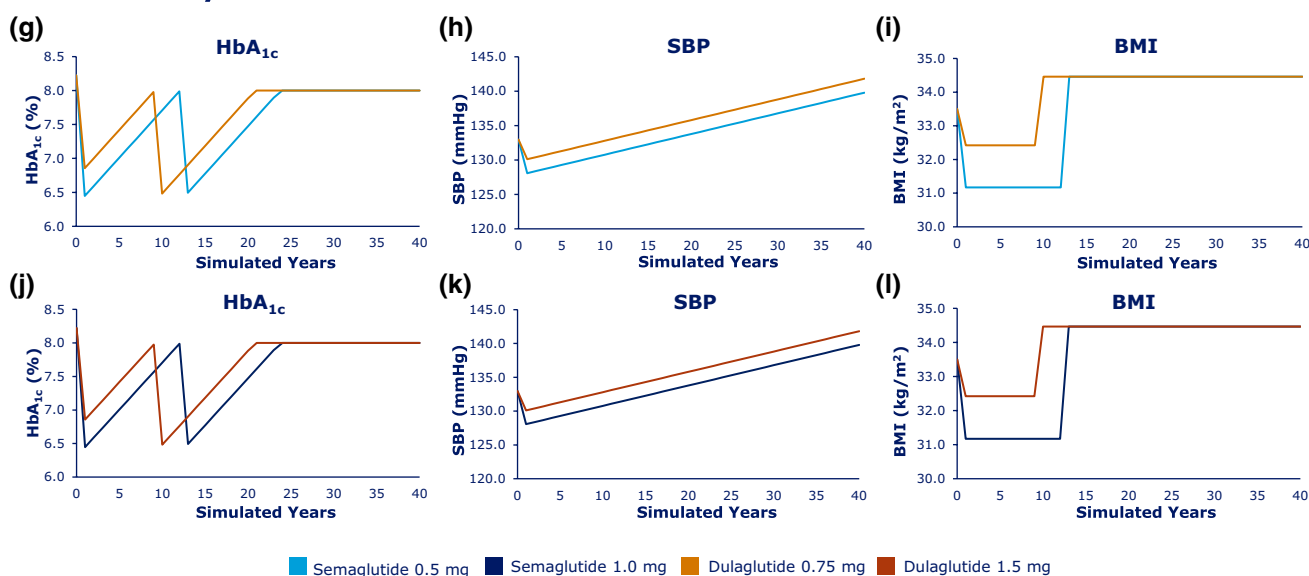 (g)
HbA1c
HbA1c (%)
8.5
8.0
7.5
7.0
6.5
6.0
0 5 10 15 20 25 30 35 40
Simulated Years
(h)
SBP
SBP (mmHg)
145.0
140.0
135.0
130.0
125.0
120.0
0 5 10 15 20 25 30 35 40
Simulated Years
(i)
BMI
BMI (kg/m²)
35.0
34.0
33.0
32.0
31.0
30.0
0 5 10 15 20 25 30 35 40
Simulated Years
(j)
HbA1c
HbA1c (%)
8.5
8.0
7.5
7.0
6.5
6.0
0 5 10 15 20 25 30 35 40
Simulated Years
(k)
SBP
SBP (mmHg)
145.0
140.0
135.0
130.0
125.0
120.0
0 5 10 15 20 25 30 35 40
Simulated Years
(l)
BMI
BMI (kg/m²)
35.0
34.0
33.0
32.0
31.0
30.0
0 5 10 15 20 25 30 35 40
Simulated Years
Semaglutide 0.5 mg Semaglutide 1.0 mg Dulaglutide 0.75 mg Dulaglutide 1.5 mg